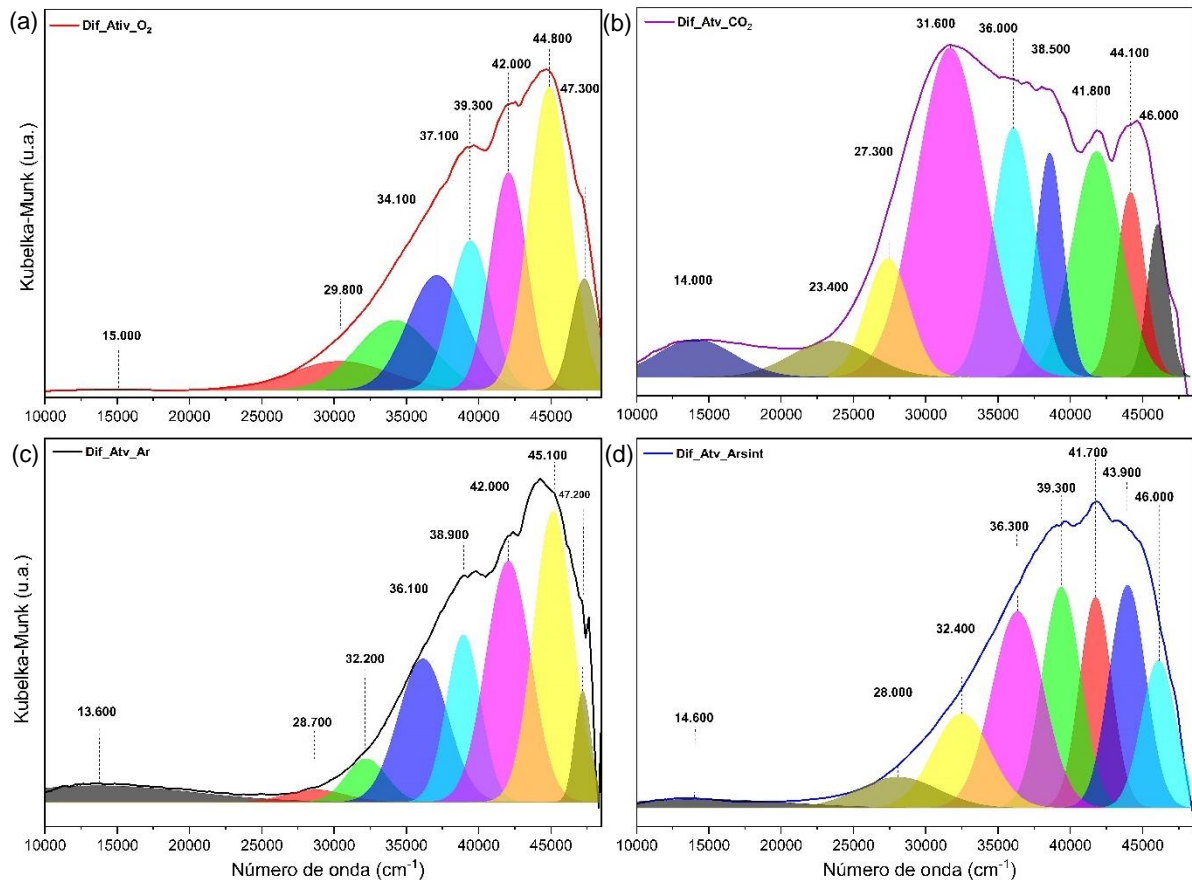 (a)
Dif_Ativ_O₂
15.000
29.800
34.100
37.100
39.300
42.000
44.800
47.300
Kubelka-Munk (u.a.)
10000 15000 20000 25000 30000 35000 40000 45000
(b)
Dif_Atv_CO₂
14.000
23.400
27.300
31.600
36.000
38.500
41.800
44.100
46.000
10000 15000 20000 25000 30000 35000 40000 45000
(c)
Dif_Atv_Ar
13.600
28.700
32.200
36.100
38.900
42.000
45.100
47.200
Kubelka-Munk (u.a.)
10000 15000 20000 25000 30000 35000 40000 45000
Número de onda (cm⁻¹)
(d)
Dif_Atv_Arsint
14.600
28.000
32.400
36.300
39.300
41.700
43.900
46.000
10000 15000 20000 25000 30000 35000 40000 45000
Número de onda (cm⁻¹)